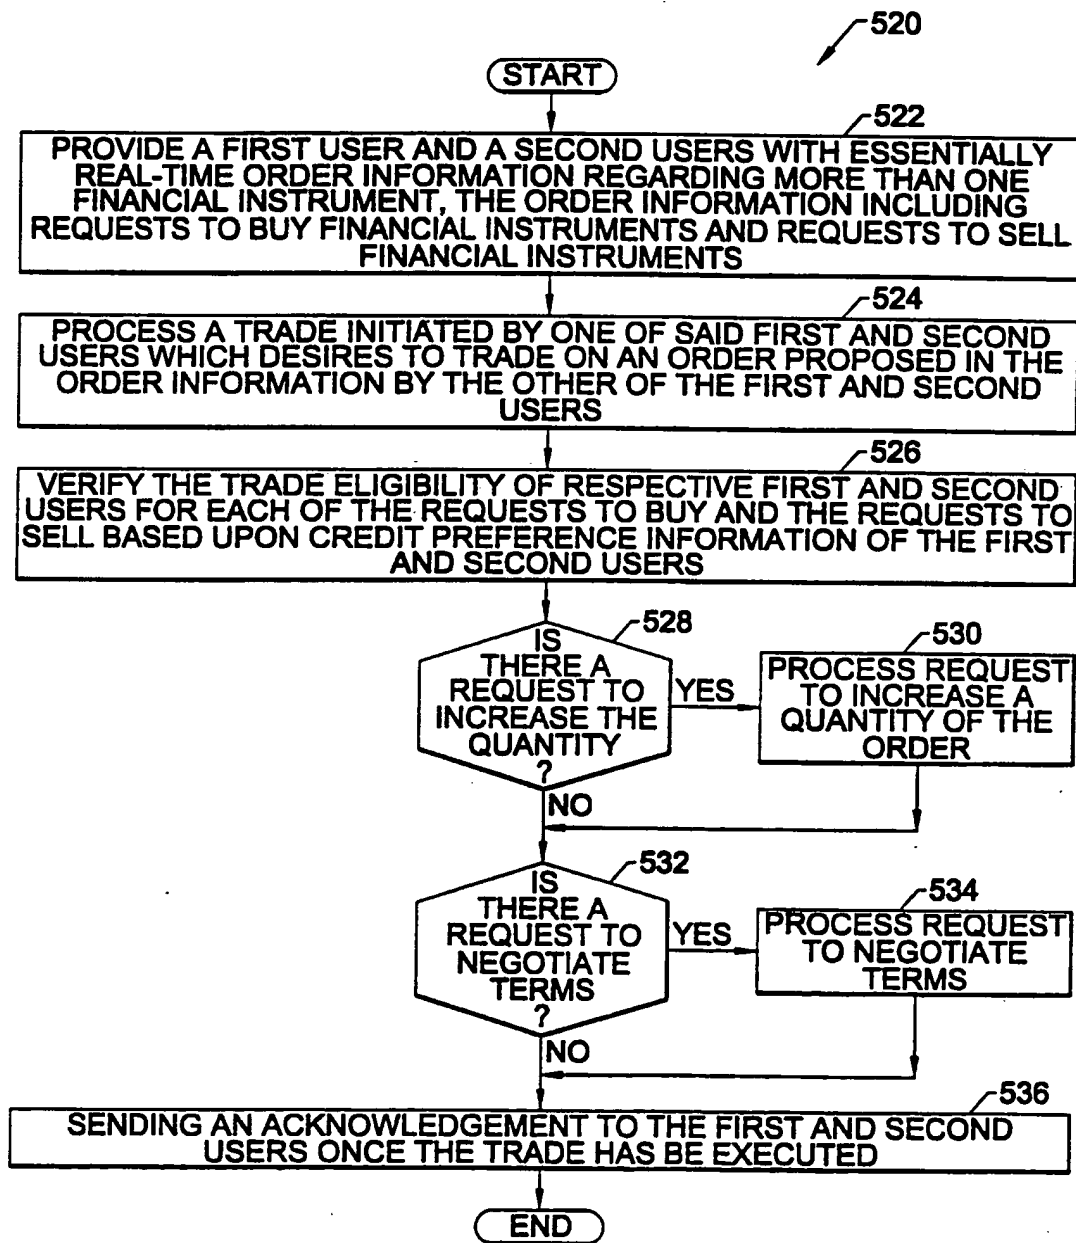 520
START
522
PROVIDE A FIRST USER AND A SECOND USERS WITH ESSENTIALLY
REAL-TIME ORDER INFORMATION REGARDING MORE THAN ONE
FINANCIAL INSTRUMENT, THE ORDER INFORMATION INCLUDING
REQUESTS TO BUY FINANCIAL INSTRUMENTS AND REQUESTS TO SELL
FINANCIAL INSTRUMENTS
524
PROCESS A TRADE INITIATED BY ONE OF SAID FIRST AND SECOND
USERS WHICH DESIRES TO TRADE ON AN ORDER PROPOSED IN THE
ORDER INFORMATION BY THE OTHER OF THE FIRST AND SECOND
USERS
526
VERIFY THE TRADE ELIGIBILITY OF RESPECTIVE FIRST AND SECOND
USERS FOR EACH OF THE REQUESTS TO BUY AND THE REQUESTS TO
SELL BASED UPON CREDIT PREFERENCE INFORMATION OF THE FIRST
AND SECOND USERS
528
IS
THERE A
REQUEST TO
INCREASE THE
QUANTITY
?
YES
530
PROCESS REQUEST
TO INCREASE A
QUANTITY OF THE
ORDER
NO
532
IS
THERE A
REQUEST TO
NEGOTIATE
TERMS
?
YES
534
PROCESS REQUEST
TO NEGOTIATE
TERMS
NO
536
SENDING AN ACKNOWLEDGEMENT TO THE FIRST AND SECOND
USERS ONCE THE TRADE HAS BE EXECUTED
END